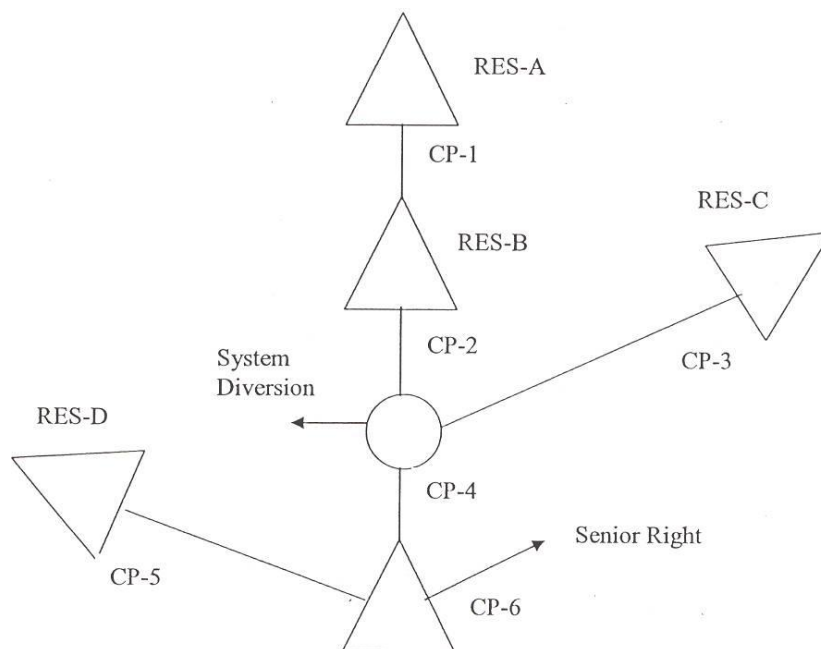 RES-A
CP-1
RES-C
RES-B
CP-2
CP-3
System
Diversion
RES-D
CP-4
Senior Right
CP-5
CP-6